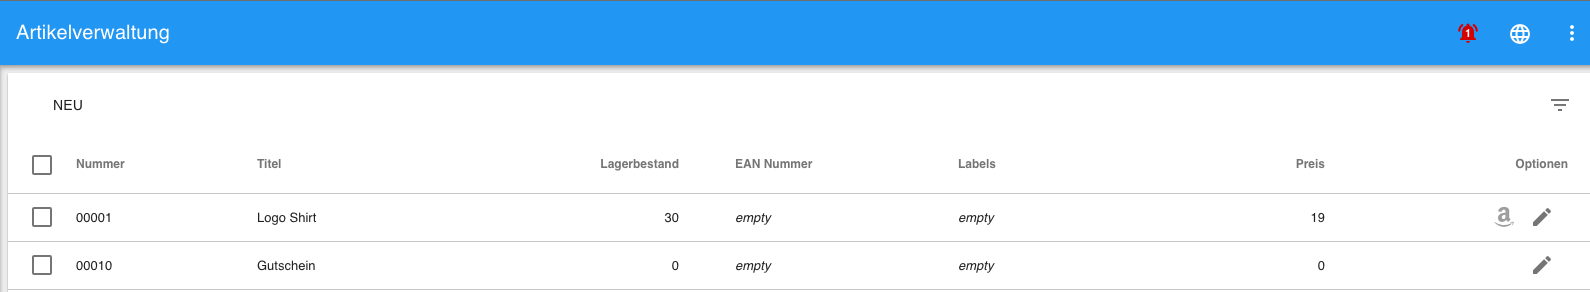 Artikelverwaltung 1
NEU
Nummer Titel Lagerbestand EAN Nummer Labels Preis Optionen
00001 Logo Shirt 30 empty empty 19 a
00010 Gutschein 0 empty empty 0